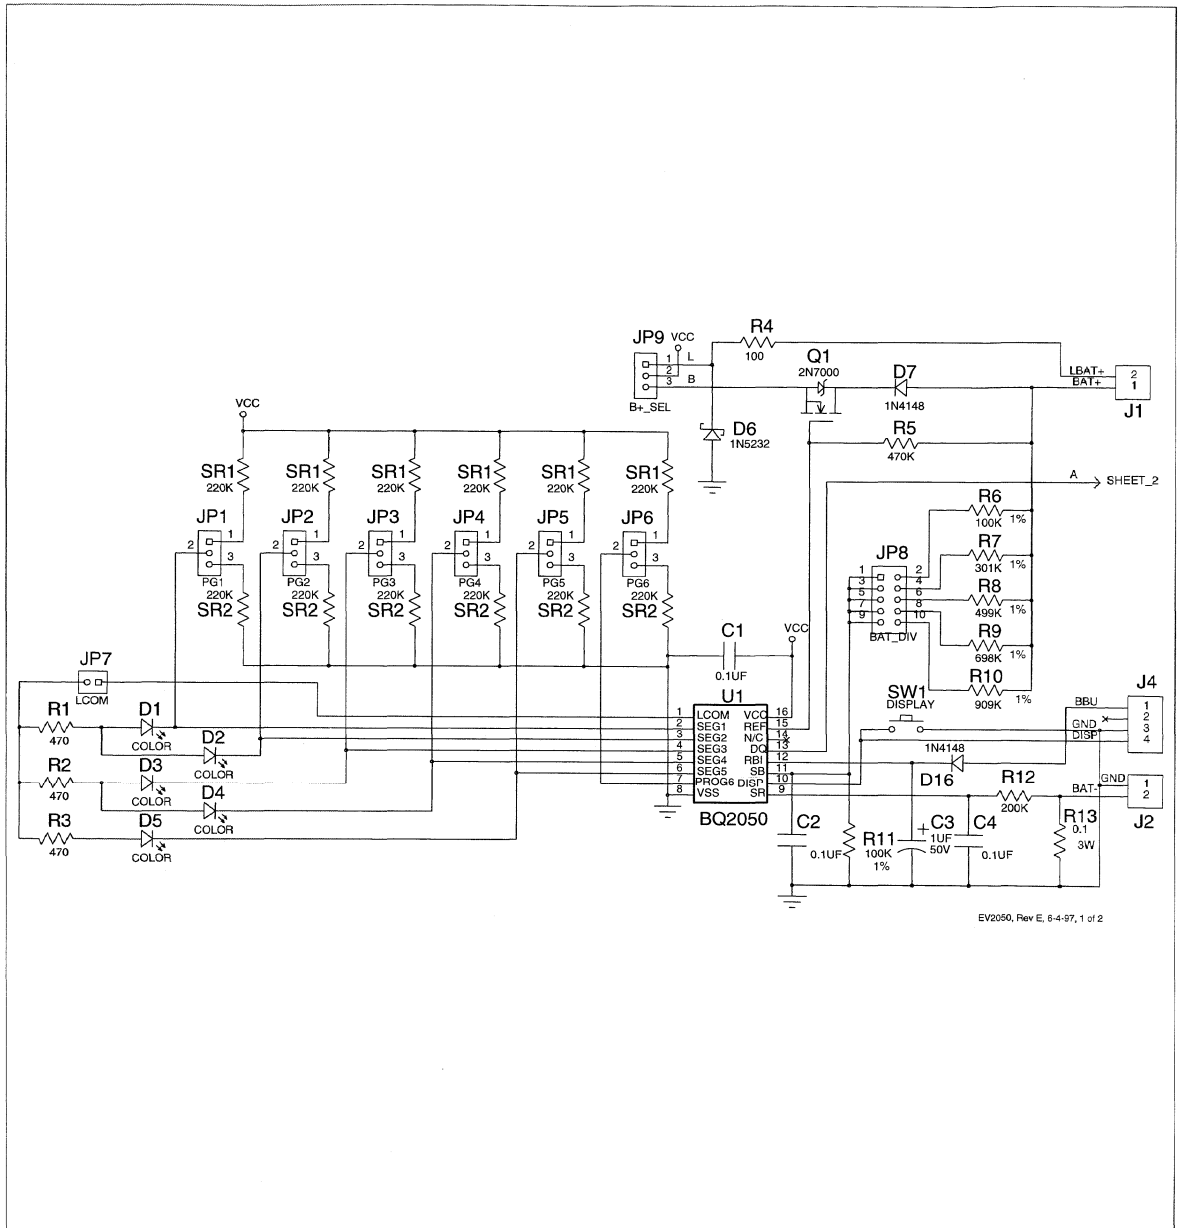 JP9 VCC R4
1 L 100 Q1
2 2N7000 D7 LBAT+ 2
3 B BAT+ 1
B+_SEL 1N4148 J1
VCC D6 R5
1N5232 470K
SR1 SR1 SR1 SR1 SR1 SR1 A SHEET_2
220K 220K 220K 220K 220K 220K
R6
100K 1%
JP1 JP2 JP3 JP4 JP5 JP6
1 1 1 1 1 1
2 2 2 2 2 2
3 3 3 3 3 3
PG1 PG2 PG3 PG4 PG5 PG6
220K 220K 220K 220K 220K 220K
SR2 SR2 SR2 SR2 SR2 SR2
JP8 R7
301K 1%
1 2
3 4
5 6
7 8
9 10
BAT_DIV
R8
499K 1%
R9
698K 1%
R10
909K 1%
C1 VCC
0.1UF
JP7
LCOM
U1
1 LCOM VCC 16
2 SEG1 REF 15
3 SEG2 N/C 14
4 SEG3 DQ 13
5 SEG4 RBI 12
6 SEG5 SB 11
7 PROG6 DISP 10
8 VSS SR 9
BQ2050
SW1
DISPLAY
J4
BBU 1
2
GND 3
DISP 4
R1 D1
470 COLOR
D2
COLOR
R2 D3
470 COLOR
D4
COLOR
R3 D5
470 COLOR
1N4148
D16
R12
200K
GND 1
BAT- 2
J2
C2
0.1UF
R11
100K
1%
C3
+
1UF
50V
C4
0.1UF
R13
0.1
3W
EV2050, Rev E, 6-4-97, 1 of 2